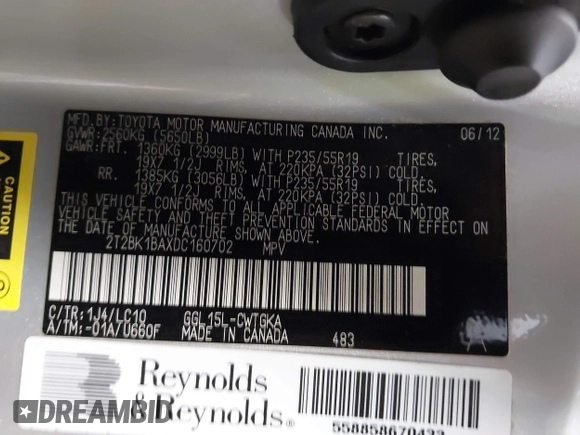 MFD. BY: TOYOTA MOTOR MANUFACTURING CANADA INC. 06/12
GVWR: 2560KG (5650LB)
GAWR: FRT. 1360KG (2999LB) WITH P235/55R19 TIRES,
19X7 1/2J RIMS, AT 220KPA (32PSI) COLD.
RR. 1385KG (3056LB) WITH P235/55R19 TIRES,
19X7 1/2J RIMS, AT 220KPA (32PSI) COLD.
THIS VEHICLE CONFORMS TO ALL APPLICABLE FEDERAL MOTOR
VEHICLE SAFETY AND THEFT PREVENTION STANDARDS IN EFFECT ON
THE DATE OF MANUFACTURE SHOWN ABOVE.
2T2BK1BAXDC160702 MPV
C/TR: 1J4/LC10 GGL15L-CWTGKA
A/TM: -01A/U660F MADE IN CANADA 483
CAUTION
Reynolds
& Reynolds®
DREAMBID